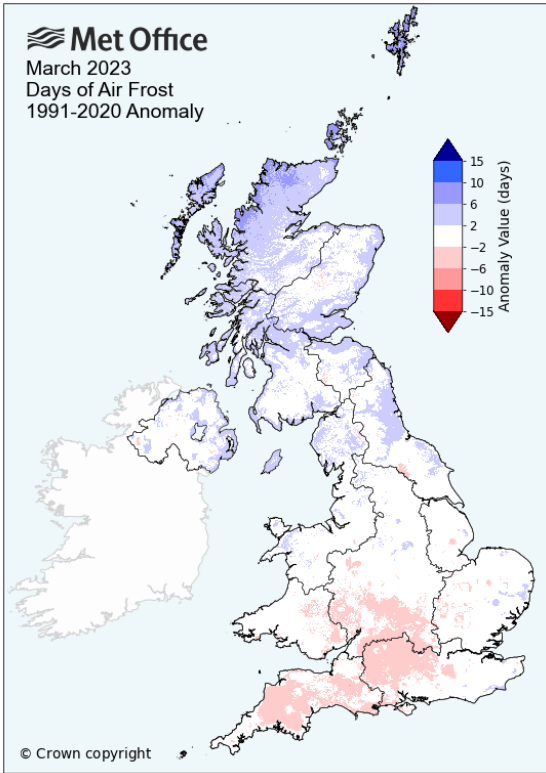 Met Office
March 2023
Days of Air Frost
1991-2020 Anomaly
15
10
6
2
−2
−6
−10
−15
Anomaly Value (days)
© Crown copyright